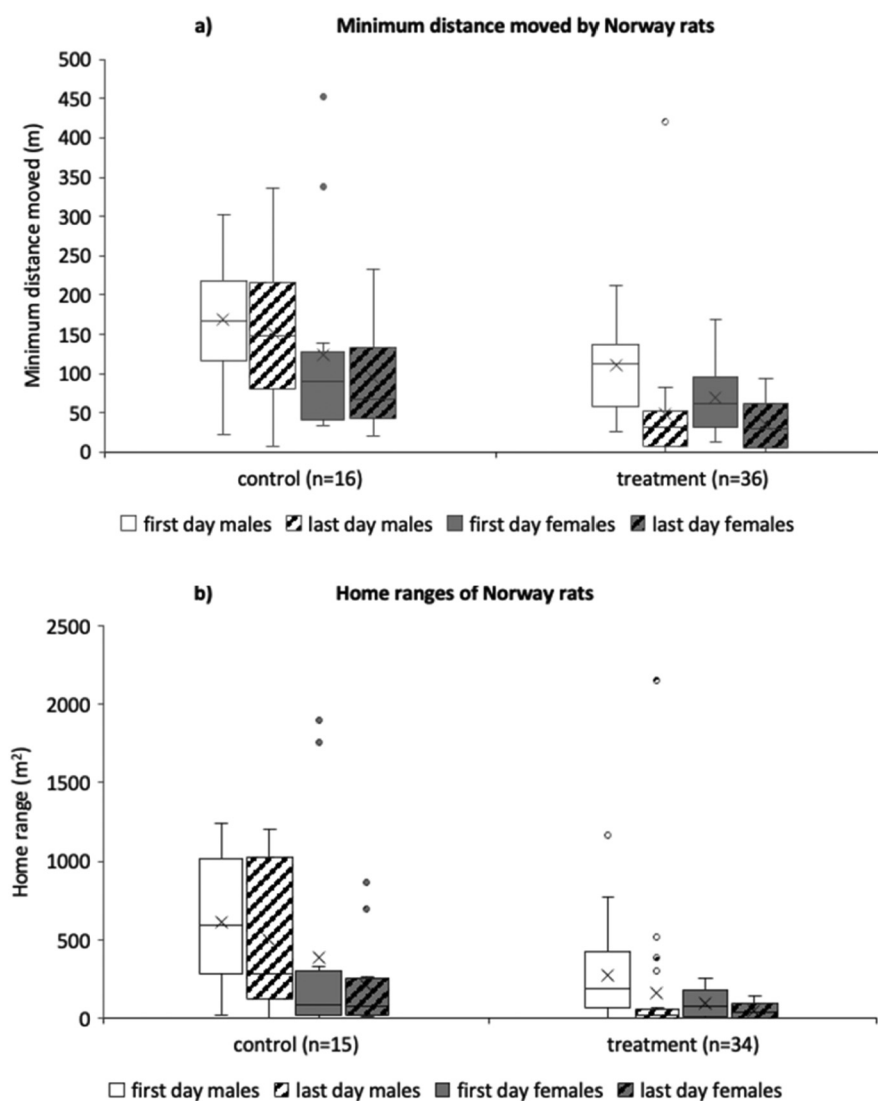 a) Minimum distance moved by Norway rats
500
450
400
350
300
250
200
150
100
50
0
Minimum distance moved (m)
control (n=16) treatment (n=36)
first day males last day males first day females last day females
b) Home ranges of Norway rats
2500
2000
1500
1000
500
0
Home range (m²)
control (n=15) treatment (n=34)
first day males last day males first day females last day females